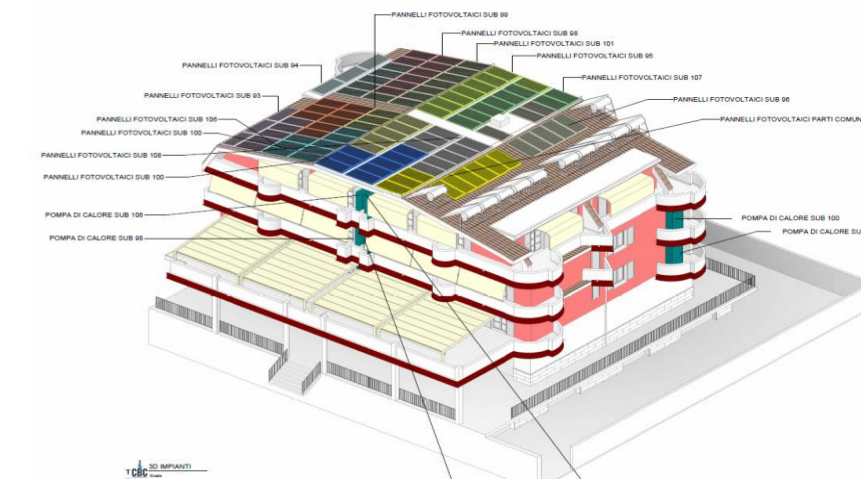 PANNELLI FOTOVOLTAICI SUB 99
PANNELLI FOTOVOLTAICI SUB 98
PANNELLI FOTOVOLTAICI SUB 101
PANNELLI FOTOVOLTAICI SUB 95
PANNELLI FOTOVOLTAICI SUB 94
PANNELLI FOTOVOLTAICI SUB 107
PANNELLI FOTOVOLTAICI SUB 93
PANNELLI FOTOVOLTAICI SUB 96
PANNELLI FOTOVOLTAICI SUB 106
PANNELLI FOTOVOLTAICI PARTI COMUN
PANNELLI FOTOVOLTAICI SUB 100
PANNELLI FOTOVOLTAICI SUB 108
PANNELLI FOTOVOLTAICI SUB 100
POMPA DI CALORE SUB 106
POMPA DI CALORE SUB 100
POMPA DI CALORE SU
POMPA DI CALORE SUB 98
3D IMPIANTI
TCBC